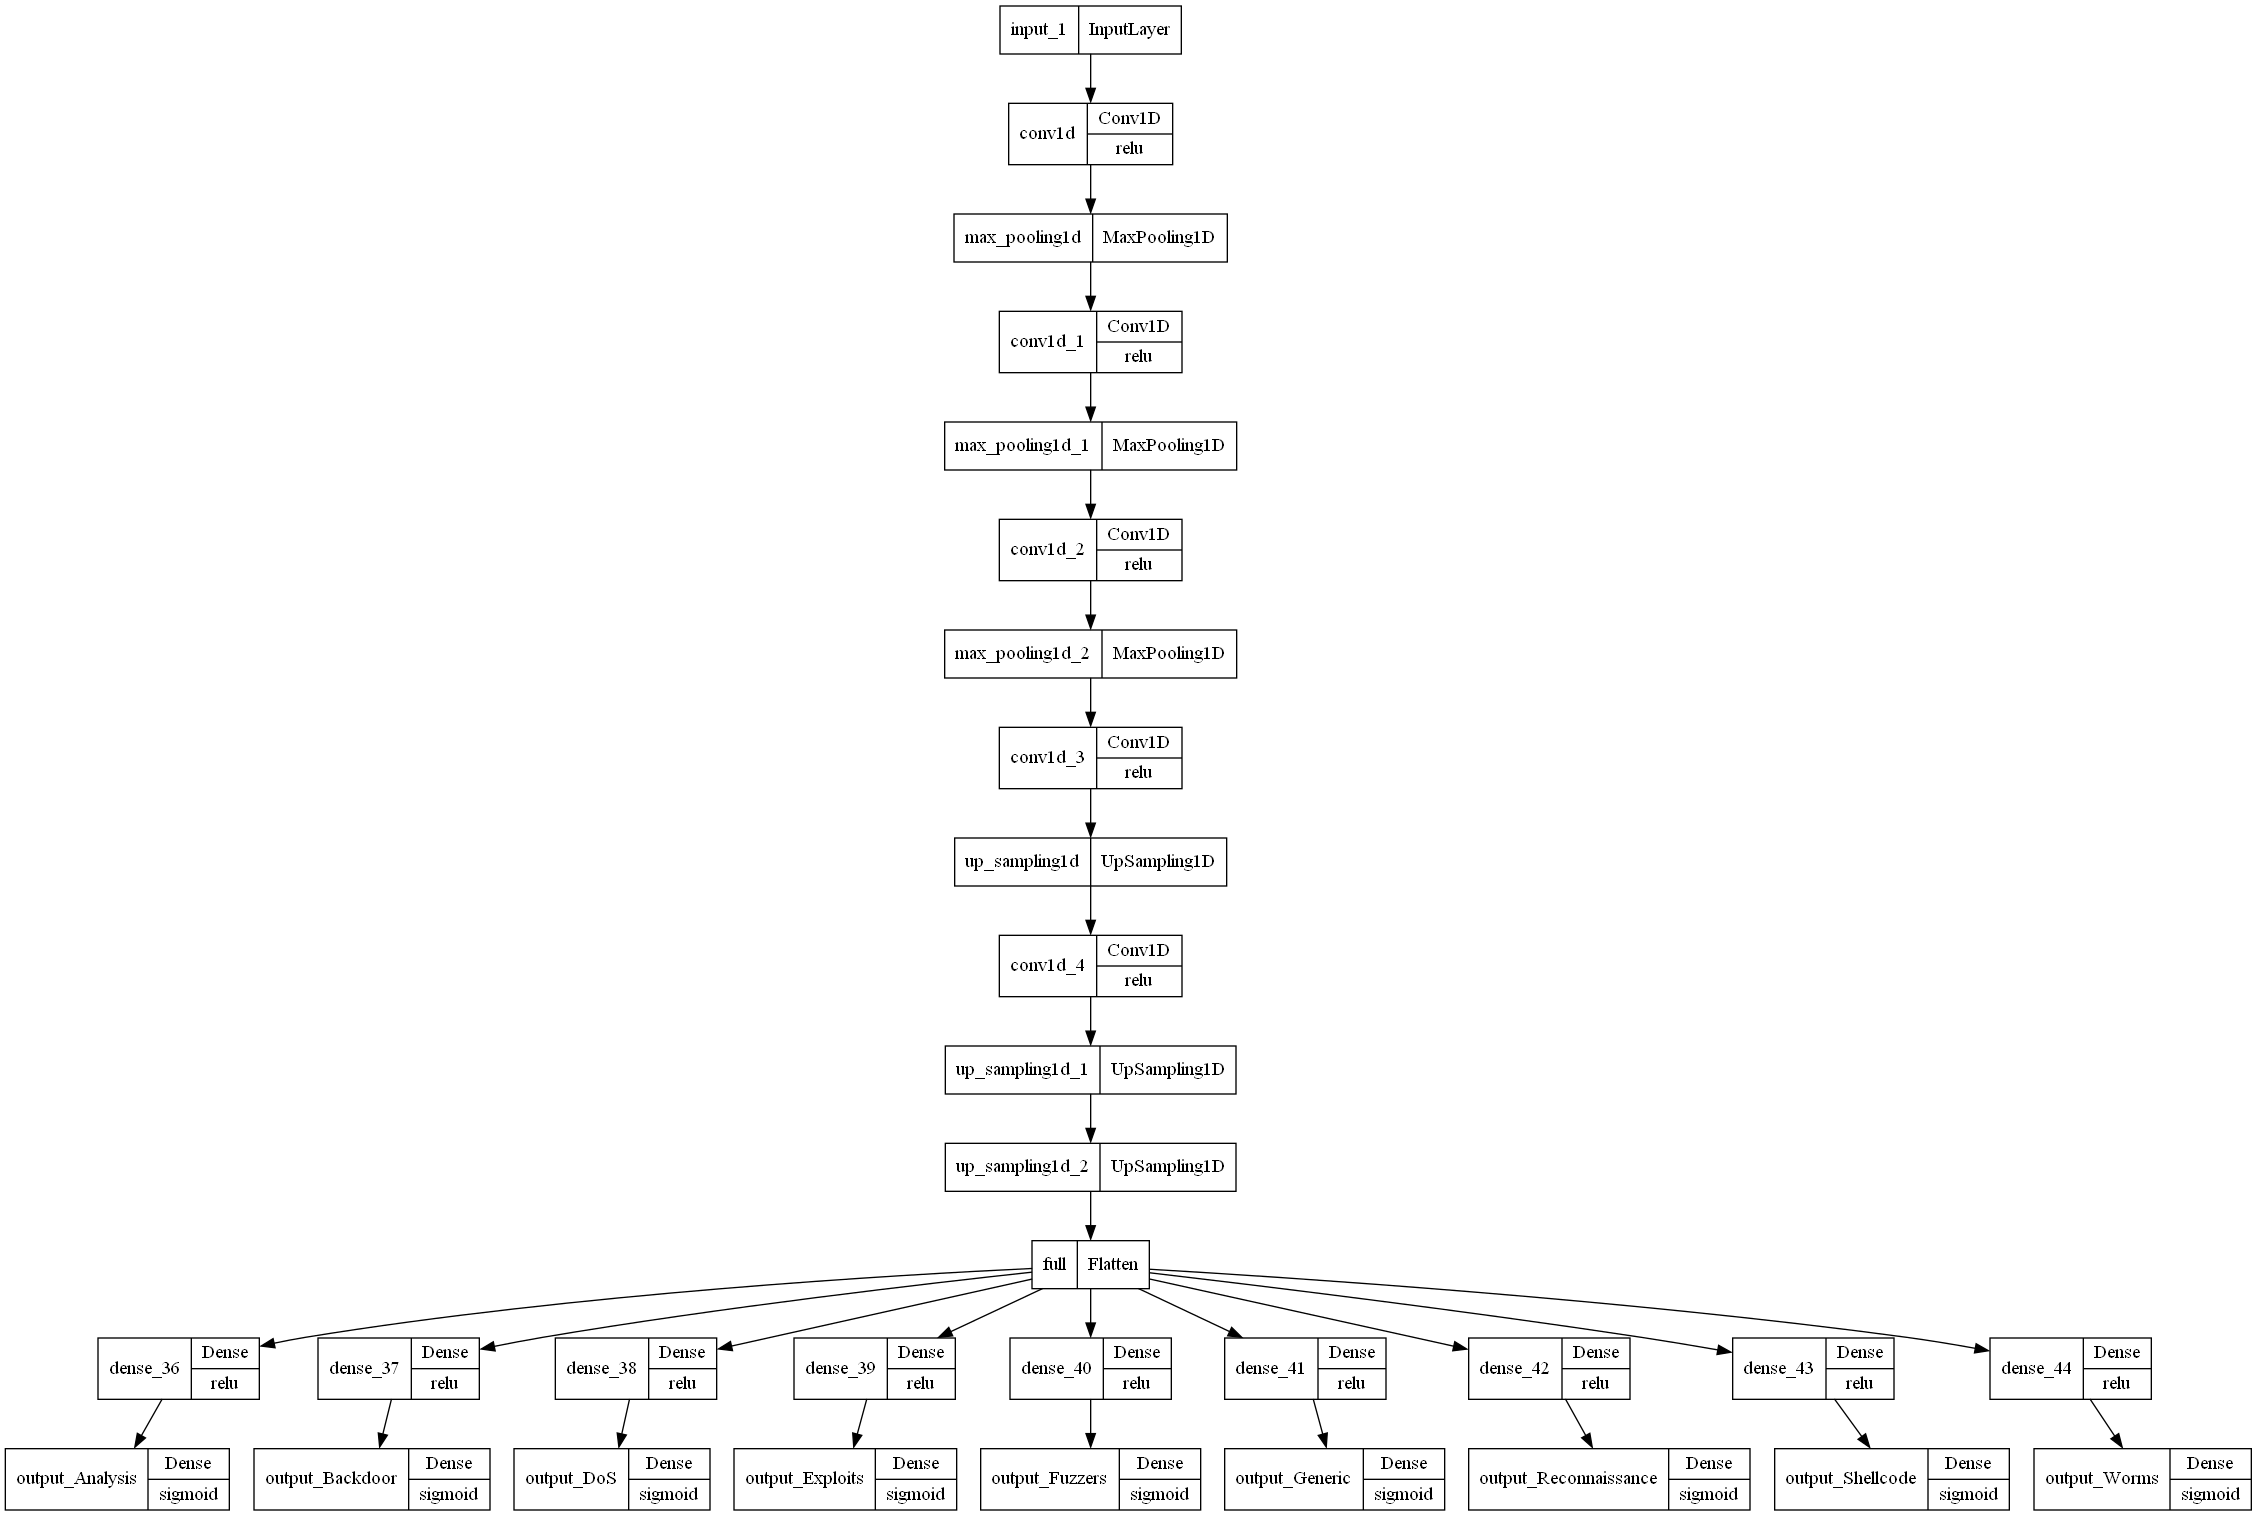 input_1
InputLayer
conv1d
Conv1D
relu
max_pooling1d
MaxPooling1D
conv1d_1
Conv1D
relu
max_pooling1d_1
MaxPooling1D
conv1d_2
Conv1D
relu
max_pooling1d_2
MaxPooling1D
conv1d_3
Conv1D
relu
up_sampling1d
UpSampling1D
conv1d_4
Conv1D
relu
up_sampling1d_1
UpSampling1D
up_sampling1d_2
UpSampling1D
full
Flatten
dense_36
Dense
relu
dense_37
Dense
relu
dense_38
Dense
relu
dense_39
Dense
relu
dense_40
Dense
relu
dense_41
Dense
relu
dense_42
Dense
relu
dense_43
Dense
relu
dense_44
Dense
relu
output_Analysis
Dense
sigmoid
output_Backdoor
Dense
sigmoid
output_DoS
Dense
sigmoid
output_Exploits
Dense
sigmoid
output_Fuzzers
Dense
sigmoid
output_Generic
Dense
sigmoid
output_Reconnaissance
Dense
sigmoid
output_Shellcode
Dense
sigmoid
output_Worms
Dense
sigmoid